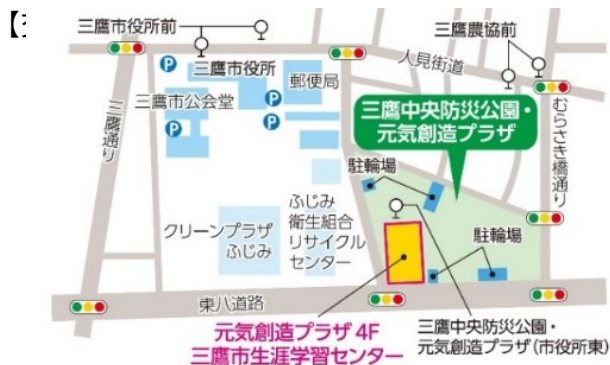 【
三鷹市役所前
三鷹農協前
人見街道
三鷹市役所
郵便局
P
P
P
P
三鷹市公会堂
三鷹通り
三鷹中央防災公園・
元気創造プラザ
むらさき橋通り
駐輪場
ふじみ
衛生組合
リサイクル
センター
クリーンプラザ
ふじみ
駐輪場
東八道路
元気創造プラザ 4F
三鷹市生涯学習センター
三鷹中央防災公園・
元気創造プラザ(市役所東)